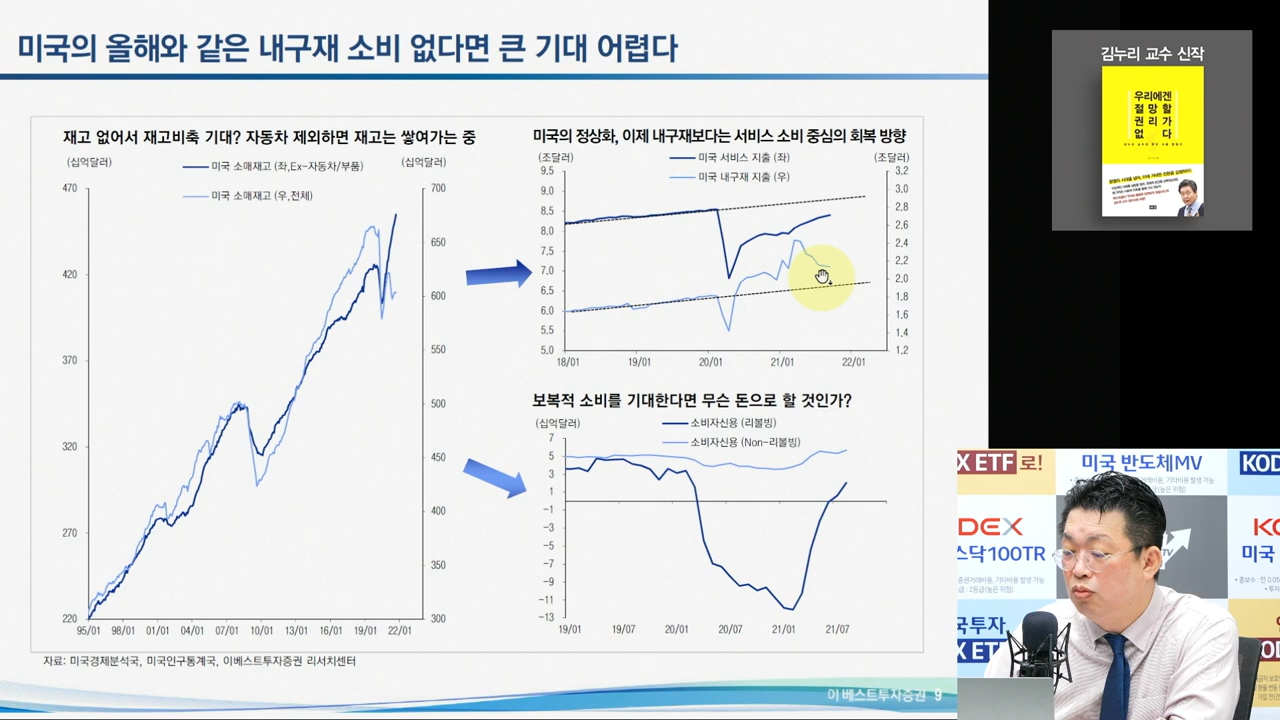 미국의 올해와 같은 내구재 소비 없다면 큰 기대 어렵다
재고 없어서 재고비축 기대? 자동차 제외하면 재고는 쌓여가는 중
(십억달러)
(십억달러)
미국 소매재고 (좌,Ex-자동차/부품)
미국 소매재고 (우,전체)
470
420
370
320
270
220
700
650
600
550
500
450
400
350
300
95/01 98/01 01/01 04/01 07/01 10/01 13/01 16/01 19/01 22/01
미국의 정상화, 이제 내구재보다는 서비스 소비 중심의 회복 방향
(조달러)
(조달러)
미국 서비스 지출 (좌)
미국 내구재 지출 (우)
9.5
9.0
8.5
8.0
7.5
7.0
6.5
6.0
5.5
5.0
3.2
3.0
2.8
2.6
2.4
2.2
2.0
1.8
1.6
1.4
1.2
18/01 19/01 20/01 21/01 22/01
보복적 소비를 기대한다면 무슨 돈으로 할 것인가?
(십억달러)
소비자신용 (리볼빙)
소비자신용 (Non-리볼빙)
7
5
3
1
-1
-3
-5
-7
-9
-11
-13
19/01 19/07 20/01 20/07 21/01 21/07
자료: 미국경제분석국, 미국인구통계국, 이베스트투자증권 리서치센터
이베스트투자증권 9
김누리 교수 신작
우리에겐
절망할
권리가
없다
X ETF로!
미국 반도체MV
KOD
DEX
스닥100TR
KO
미국
국투자
X ETF